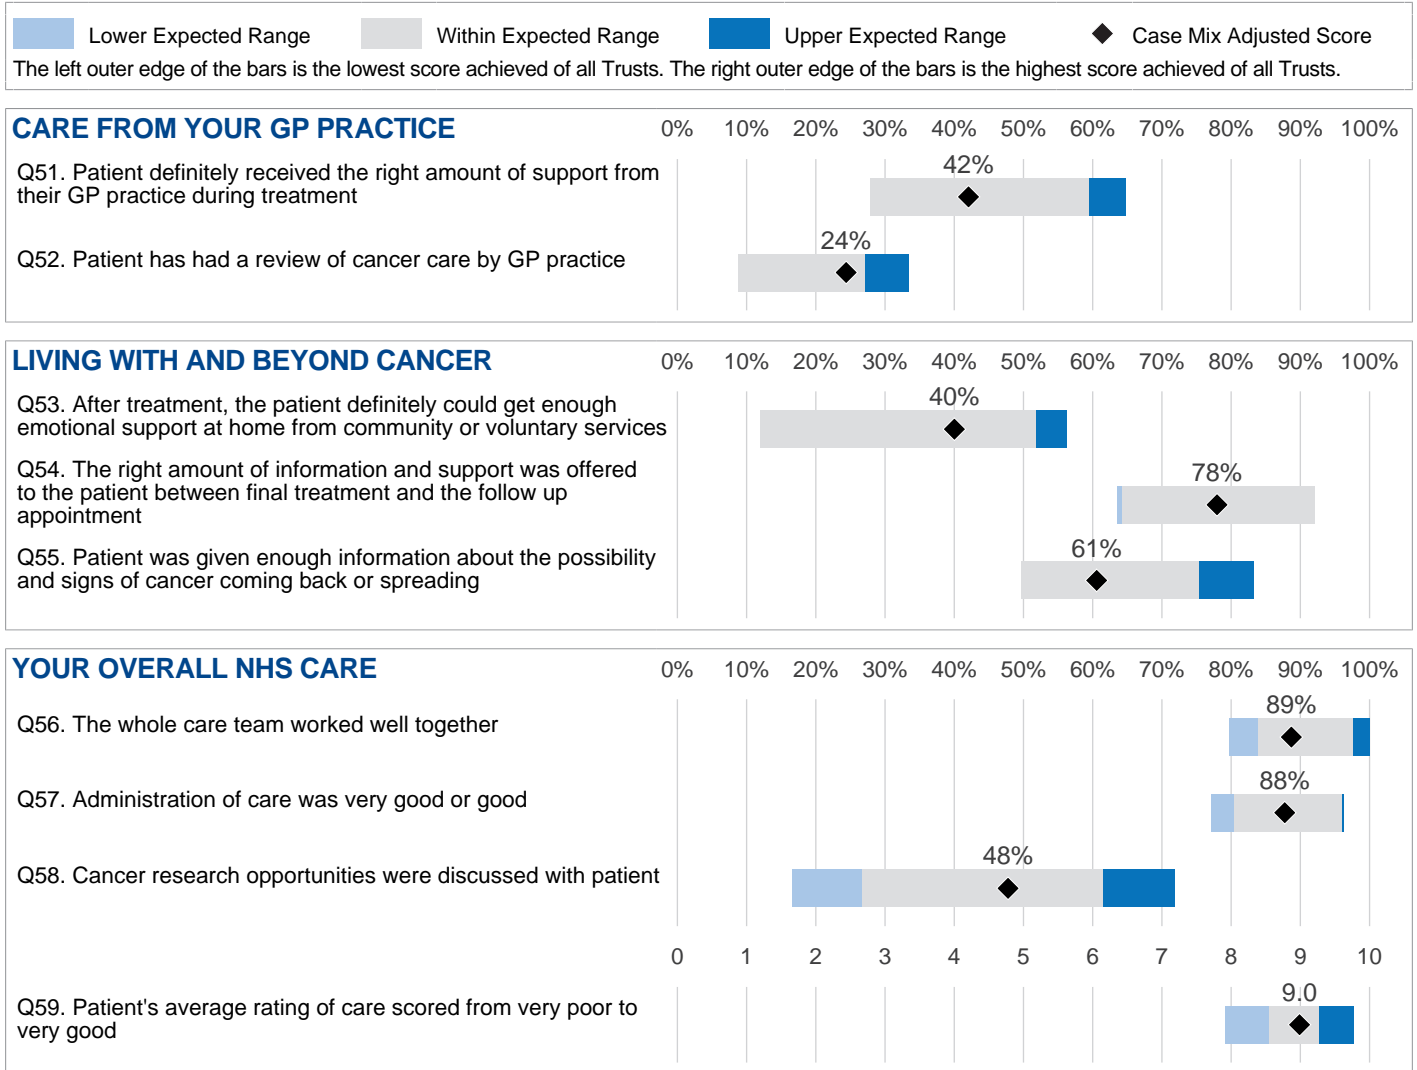 Lower Expected Range Within Expected Range Upper Expected Range Case Mix Adjusted Score
The left outer edge of the bars is the lowest score achieved of all Trusts. The right outer edge of the bars is the highest score achieved of all Trusts.
CARE FROM YOUR GP PRACTICE 0% 10% 20% 30% 40% 50% 60% 70% 80% 90% 100%
Q51. Patient definitely received the right amount of support from
their GP practice during treatment
42%
Q52. Patient has had a review of cancer care by GP practice
24%
LIVING WITH AND BEYOND CANCER 0% 10% 20% 30% 40% 50% 60% 70% 80% 90% 100%
Q53. After treatment, the patient definitely could get enough
emotional support at home from community or voluntary services
40%
Q54. The right amount of information and support was offered
to the patient between final treatment and the follow up
appointment
78%
Q55. Patient was given enough information about the possibility
and signs of cancer coming back or spreading
61%
YOUR OVERALL NHS CARE 0% 10% 20% 30% 40% 50% 60% 70% 80% 90% 100%
Q56. The whole care team worked well together
89%
Q57. Administration of care was very good or good
88%
Q58. Cancer research opportunities were discussed with patient
48%
0 1 2 3 4 5 6 7 8 9 10
Q59. Patient's average rating of care scored from very poor to
very good
9.0